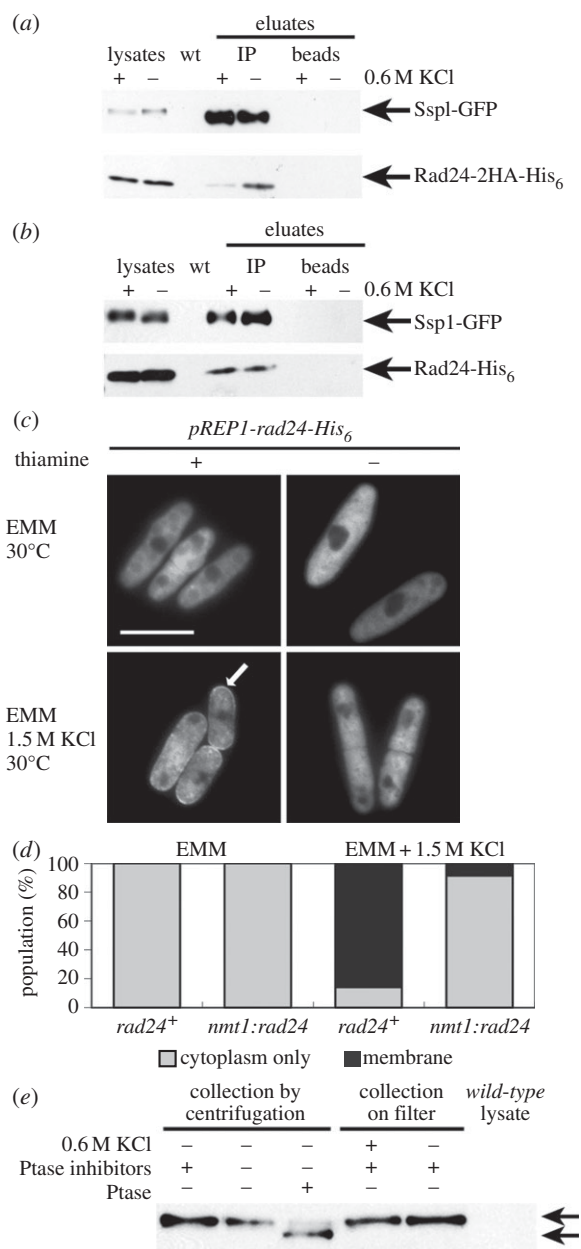 (a)
eluates
lysates wt IP beads
+ – + – + – 0.6 M KCl
Sspl-GFP
Rad24-2HA-His6
(b)
eluates
lysates wt IP beads
+ – + – + – 0.6 M KCl
Ssp1-GFP
Rad24-His6
(c)
pREP1-rad24-His6
thiamine + –
EMM
30°C
EMM
1.5 M KCl
30°C
(d)
EMM EMM + 1.5 M KCl
population (%)
100
80
60
40
20
0
rad24+ nmt1:rad24 rad24+ nmt1:rad24
cytoplasm only membrane
(e)
collection by centrifugation
collection on filter
wild-type lysate
0.6 M KCl – – – + –
Ptase inhibitors + – – + +
Ptase – – + – –